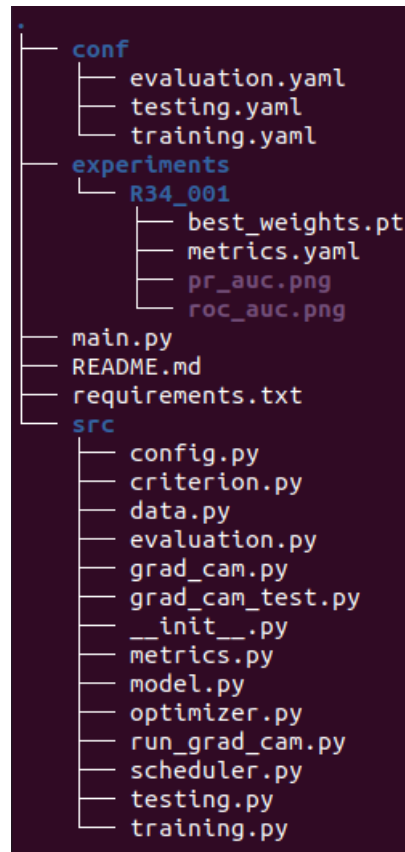 .
├── conf
│   ├── evaluation.yaml
│   ├── testing.yaml
│   └── training.yaml
├── experiments
│   └── R34_001
│       ├── best_weights.pt
│       ├── metrics.yaml
│       ├── pr_auc.png
│       └── roc_auc.png
├── main.py
├── README.md
├── requirements.txt
└── src
    ├── config.py
    ├── criterion.py
    ├── data.py
    ├── evaluation.py
    ├── grad_cam.py
    ├── grad_cam_test.py
    ├── __init__.py
    ├── metrics.py
    ├── model.py
    ├── optimizer.py
    ├── run_grad_cam.py
    ├── scheduler.py
    ├── testing.py
    └── training.py